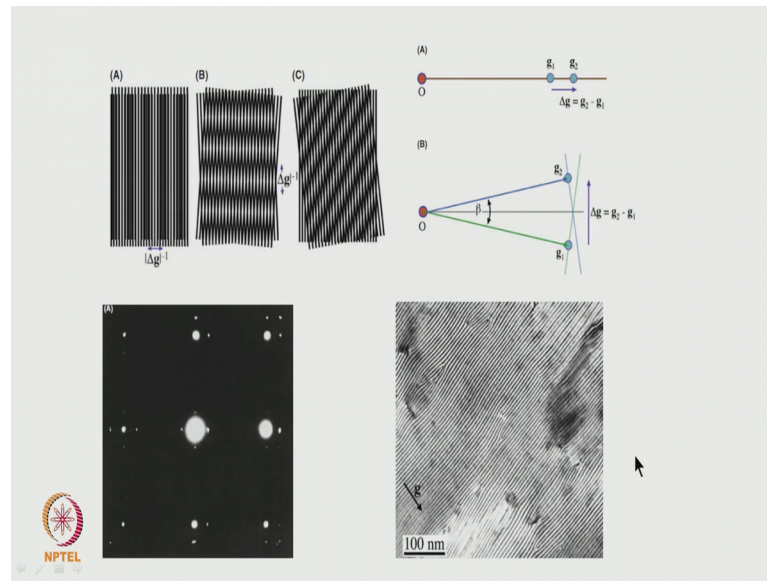 (A)
(B)
(C)
Δg|⁻¹
|Δg|⁻¹
(A)
O
g₁
g₂
Δg = g₂ - g₁
(B)
O
β
g₂
g₁
Δg = g₂ - g₁
(A)
g
100 nm
NPTEL